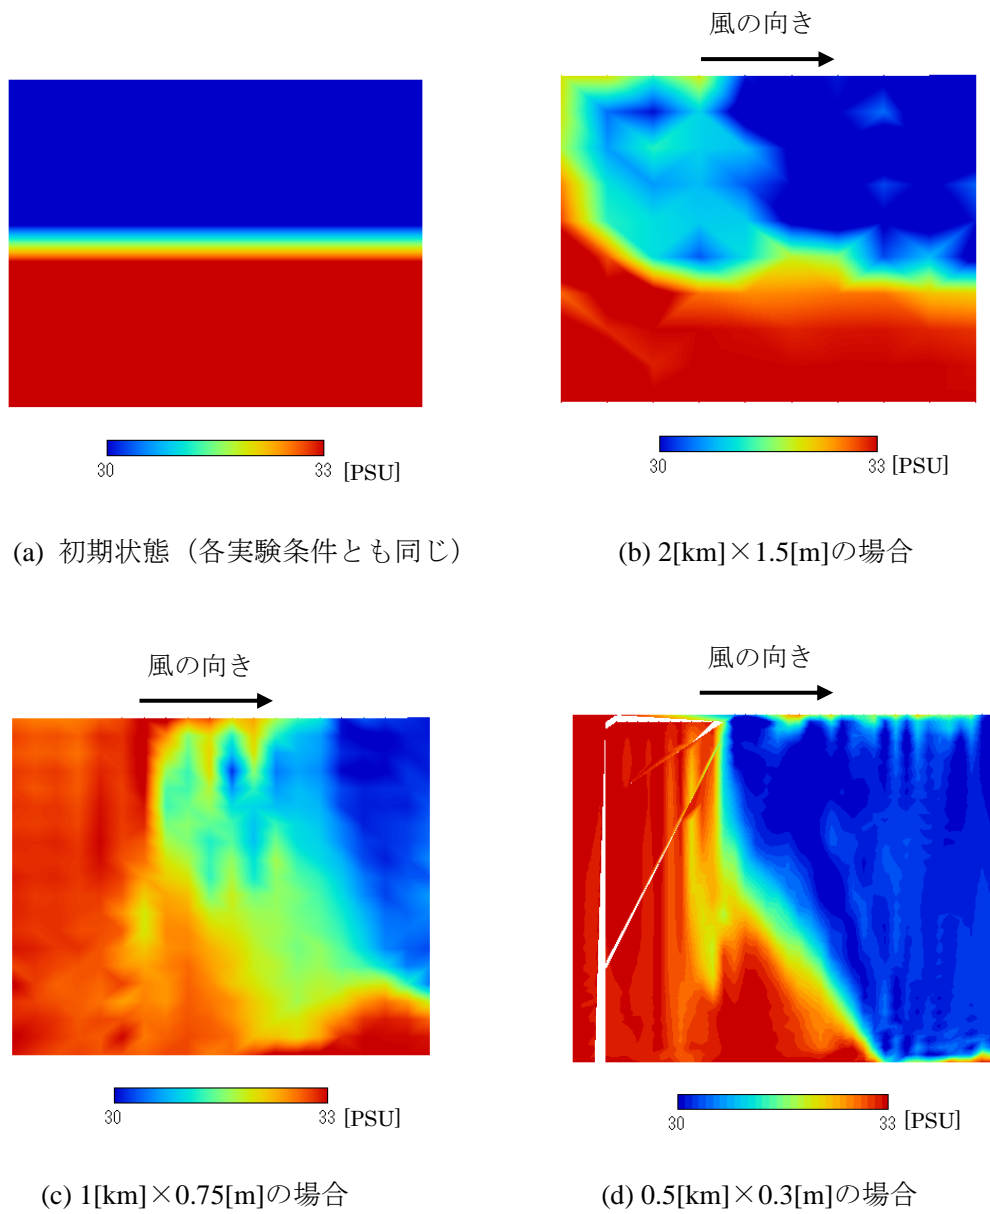 風の向き
30 33 [PSU]
30 33 [PSU]
(a) 初期状態（各実験条件とも同じ）
(b) 2[km]×1.5[m]の場合
風の向き
風の向き
30 33 [PSU]
30 33 [PSU]
(c) 1[km]×0.75[m]の場合
(d) 0.5[km]×0.3[m]の場合